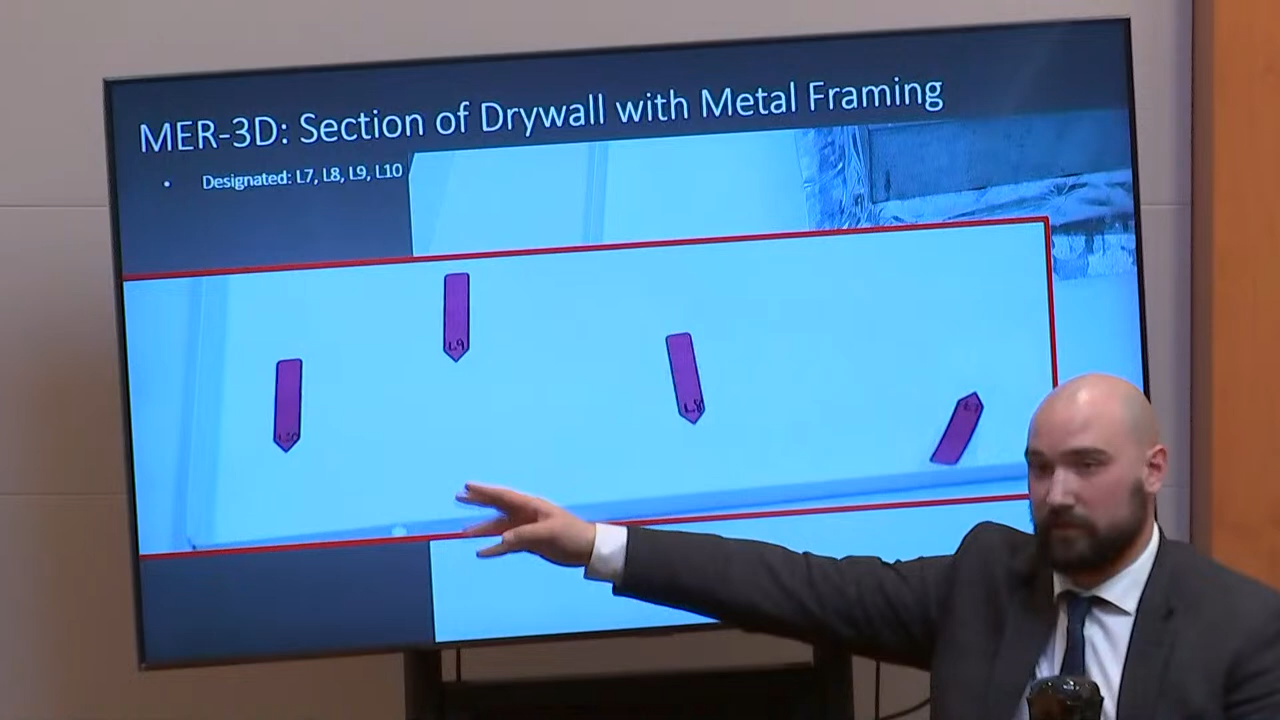 MER-3D: Section of Drywall with Metal Framing
• Designated: L7, L8, L9, L10
L9
L8
L7
L10